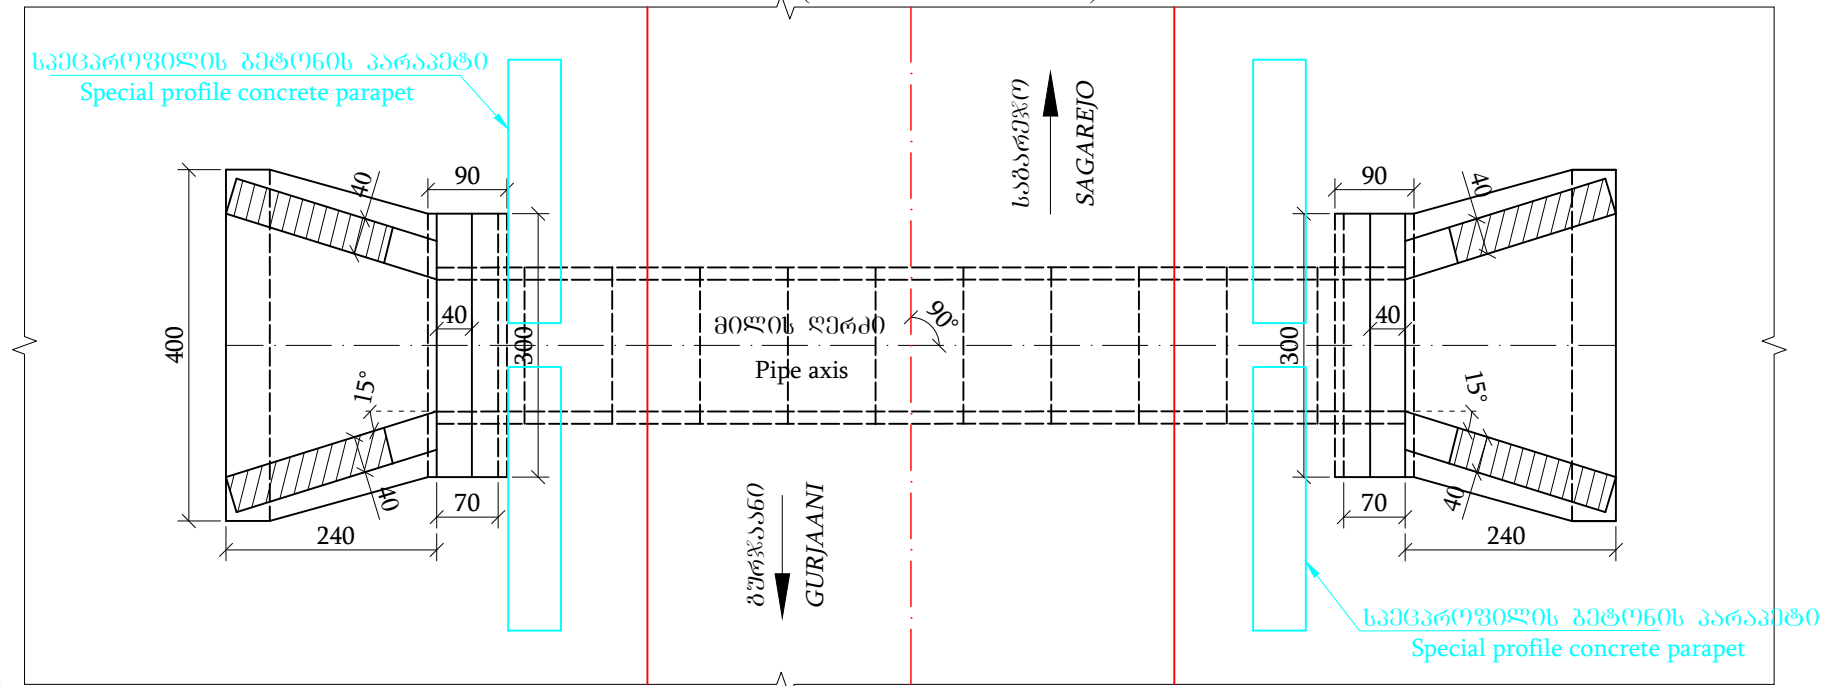 სპეცპროფილის ბეტონის პარაპეტი
Special profile concrete parapet
საგარეჯო
SAGAREJO
90
90
40
40
400
40
300
მილის ღერძი
Pipe axis
90°
300
40
15°
15°
40
40
70
70
240
240
გურჯაანი
GURJAANI
სპეცპროფილის ბეტონის პარაპეტი
Special profile concrete parapet